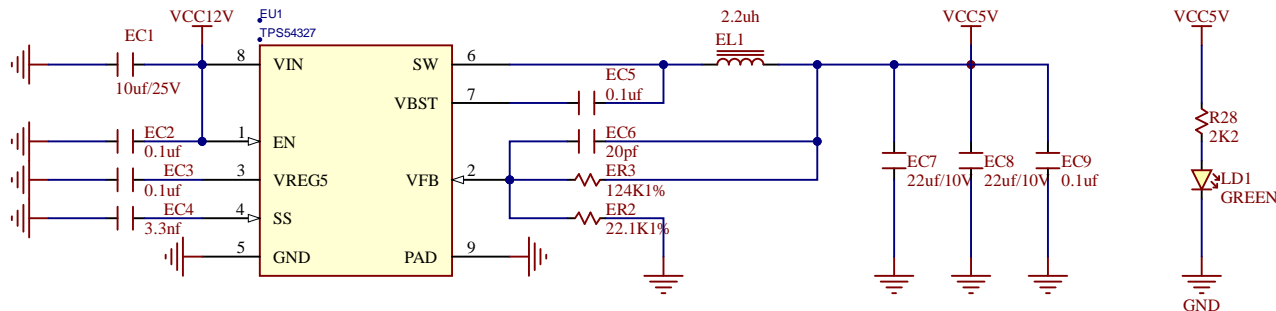 EU1
TPS54327
VCC12V
EC1
10uf/25V
8
VIN
SW
6
2.2uh
EL1
VCC5V
VCC5V
VBST
7
EC5
0.1uf
EC2
0.1uf
1
EN
EC6
20pf
EC3
0.1uf
3
VREG5
VFB
2
ER3
124K1%
EC4
3.3nf
4
SS
ER2
22.1K1%
5
GND
PAD
9
EC7
22uf/10V
EC8
22uf/10V
EC9
0.1uf
R28
2K2
LD1
GREEN
GND